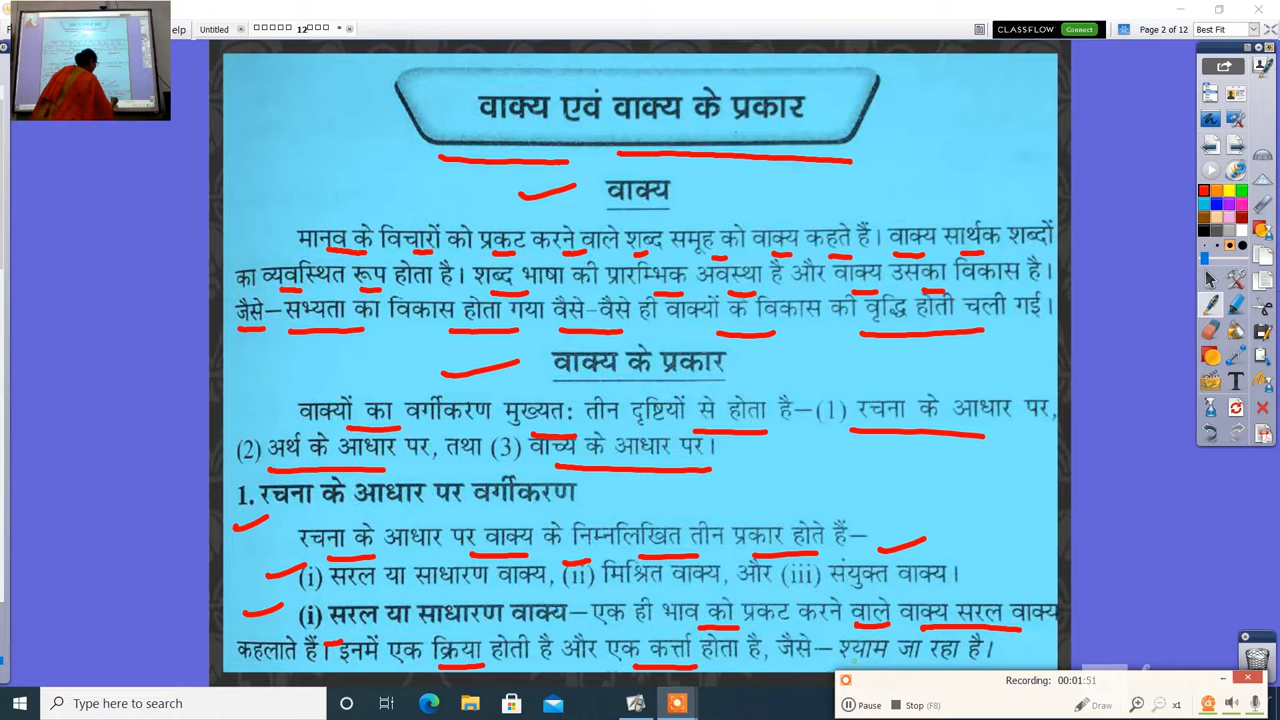 elp Untitled 12 * CLASSFLOW Connect Page 2 of 12 Best Fit
वाक्य एवं वाक्य के प्रकार
वाक्य
मानव के विचारों को प्रकट करने वाले शब्द समूह को वाक्य कहते हैं। वाक्य सार्थक शब्दों
का व्यवस्थित रूप होता है। शब्द भाषा की प्रारम्भिक अवस्था है और वाक्य उसका विकास है।
जैसे–सभ्यता का विकास होता गया वैसे-वैसे ही वाक्यों के विकास की वृद्धि होती चली गई।
वाक्य के प्रकार
वाक्यों का वर्गीकरण मुख्यत: तीन दृष्टियों से होता है–(1) रचना के आधार पर,
(2) अर्थ के आधार पर, तथा (3) वाच्य के आधार पर।
1. रचना के आधार पर वर्गीकरण
रचना के आधार पर वाक्य के निम्नलिखित तीन प्रकार होते हैं–
(i) सरल या साधारण वाक्य, (ii) मिश्रित वाक्य, और (iii) संयुक्त वाक्य।
(i) सरल या साधारण वाक्य–एक ही भाव को प्रकट करने वाले वाक्य सरल वाक्य
कहलाते हैं। इनमें एक क्रिया होती है और एक कर्त्ता होता है, जैसे–श्याम जा रहा है।
Recording: 00:01:51
Pause Stop (F8) Draw x1
Type here to search